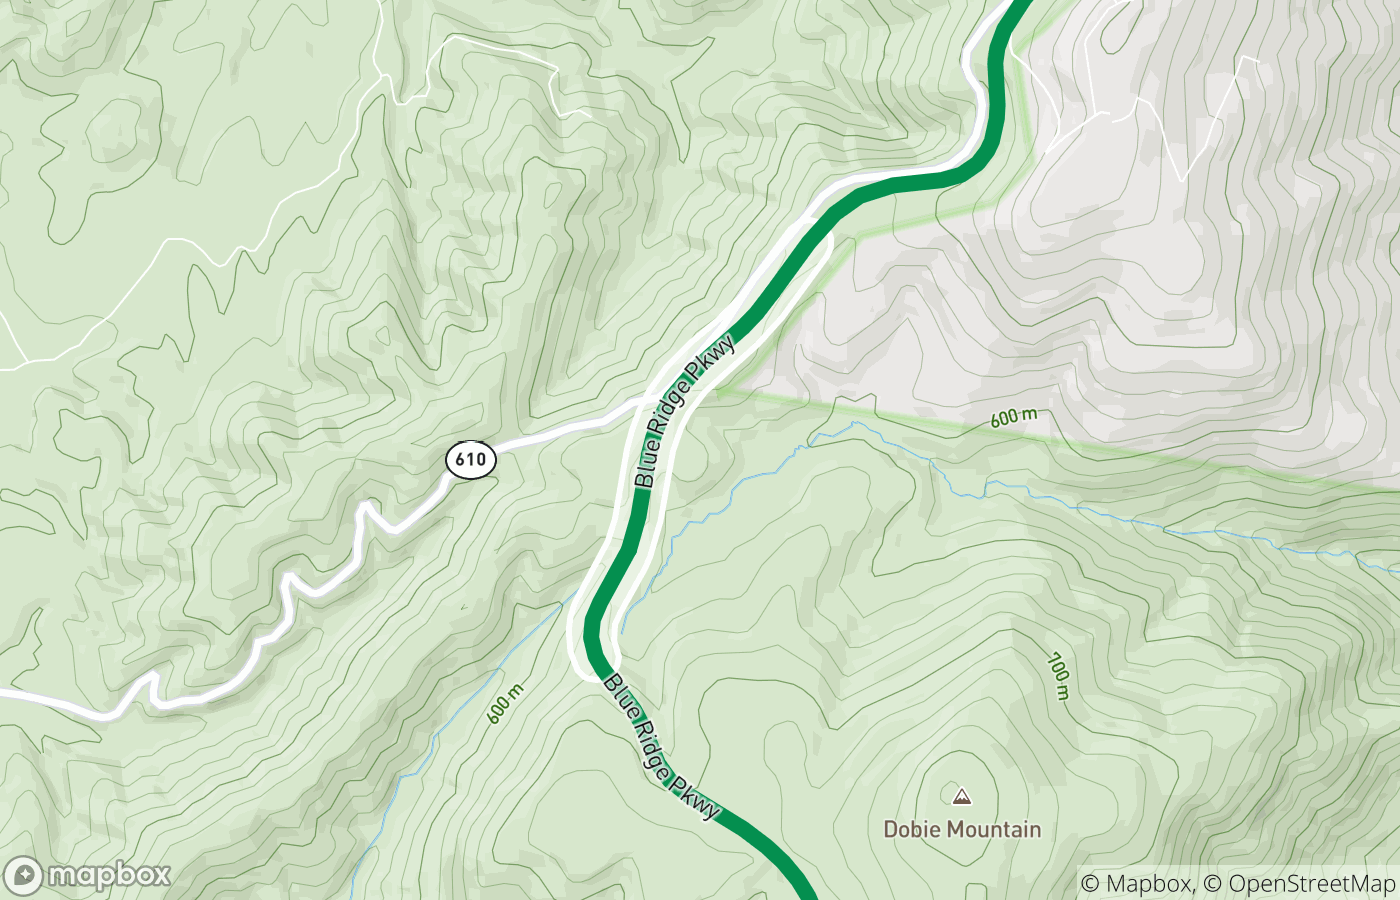 Blue Ridge Pkwy
600 m
610
700 m
600 m
Blue Ridge Pkwy
Dobie Mountain
mapbox
© Mapbox, © OpenStreetMap